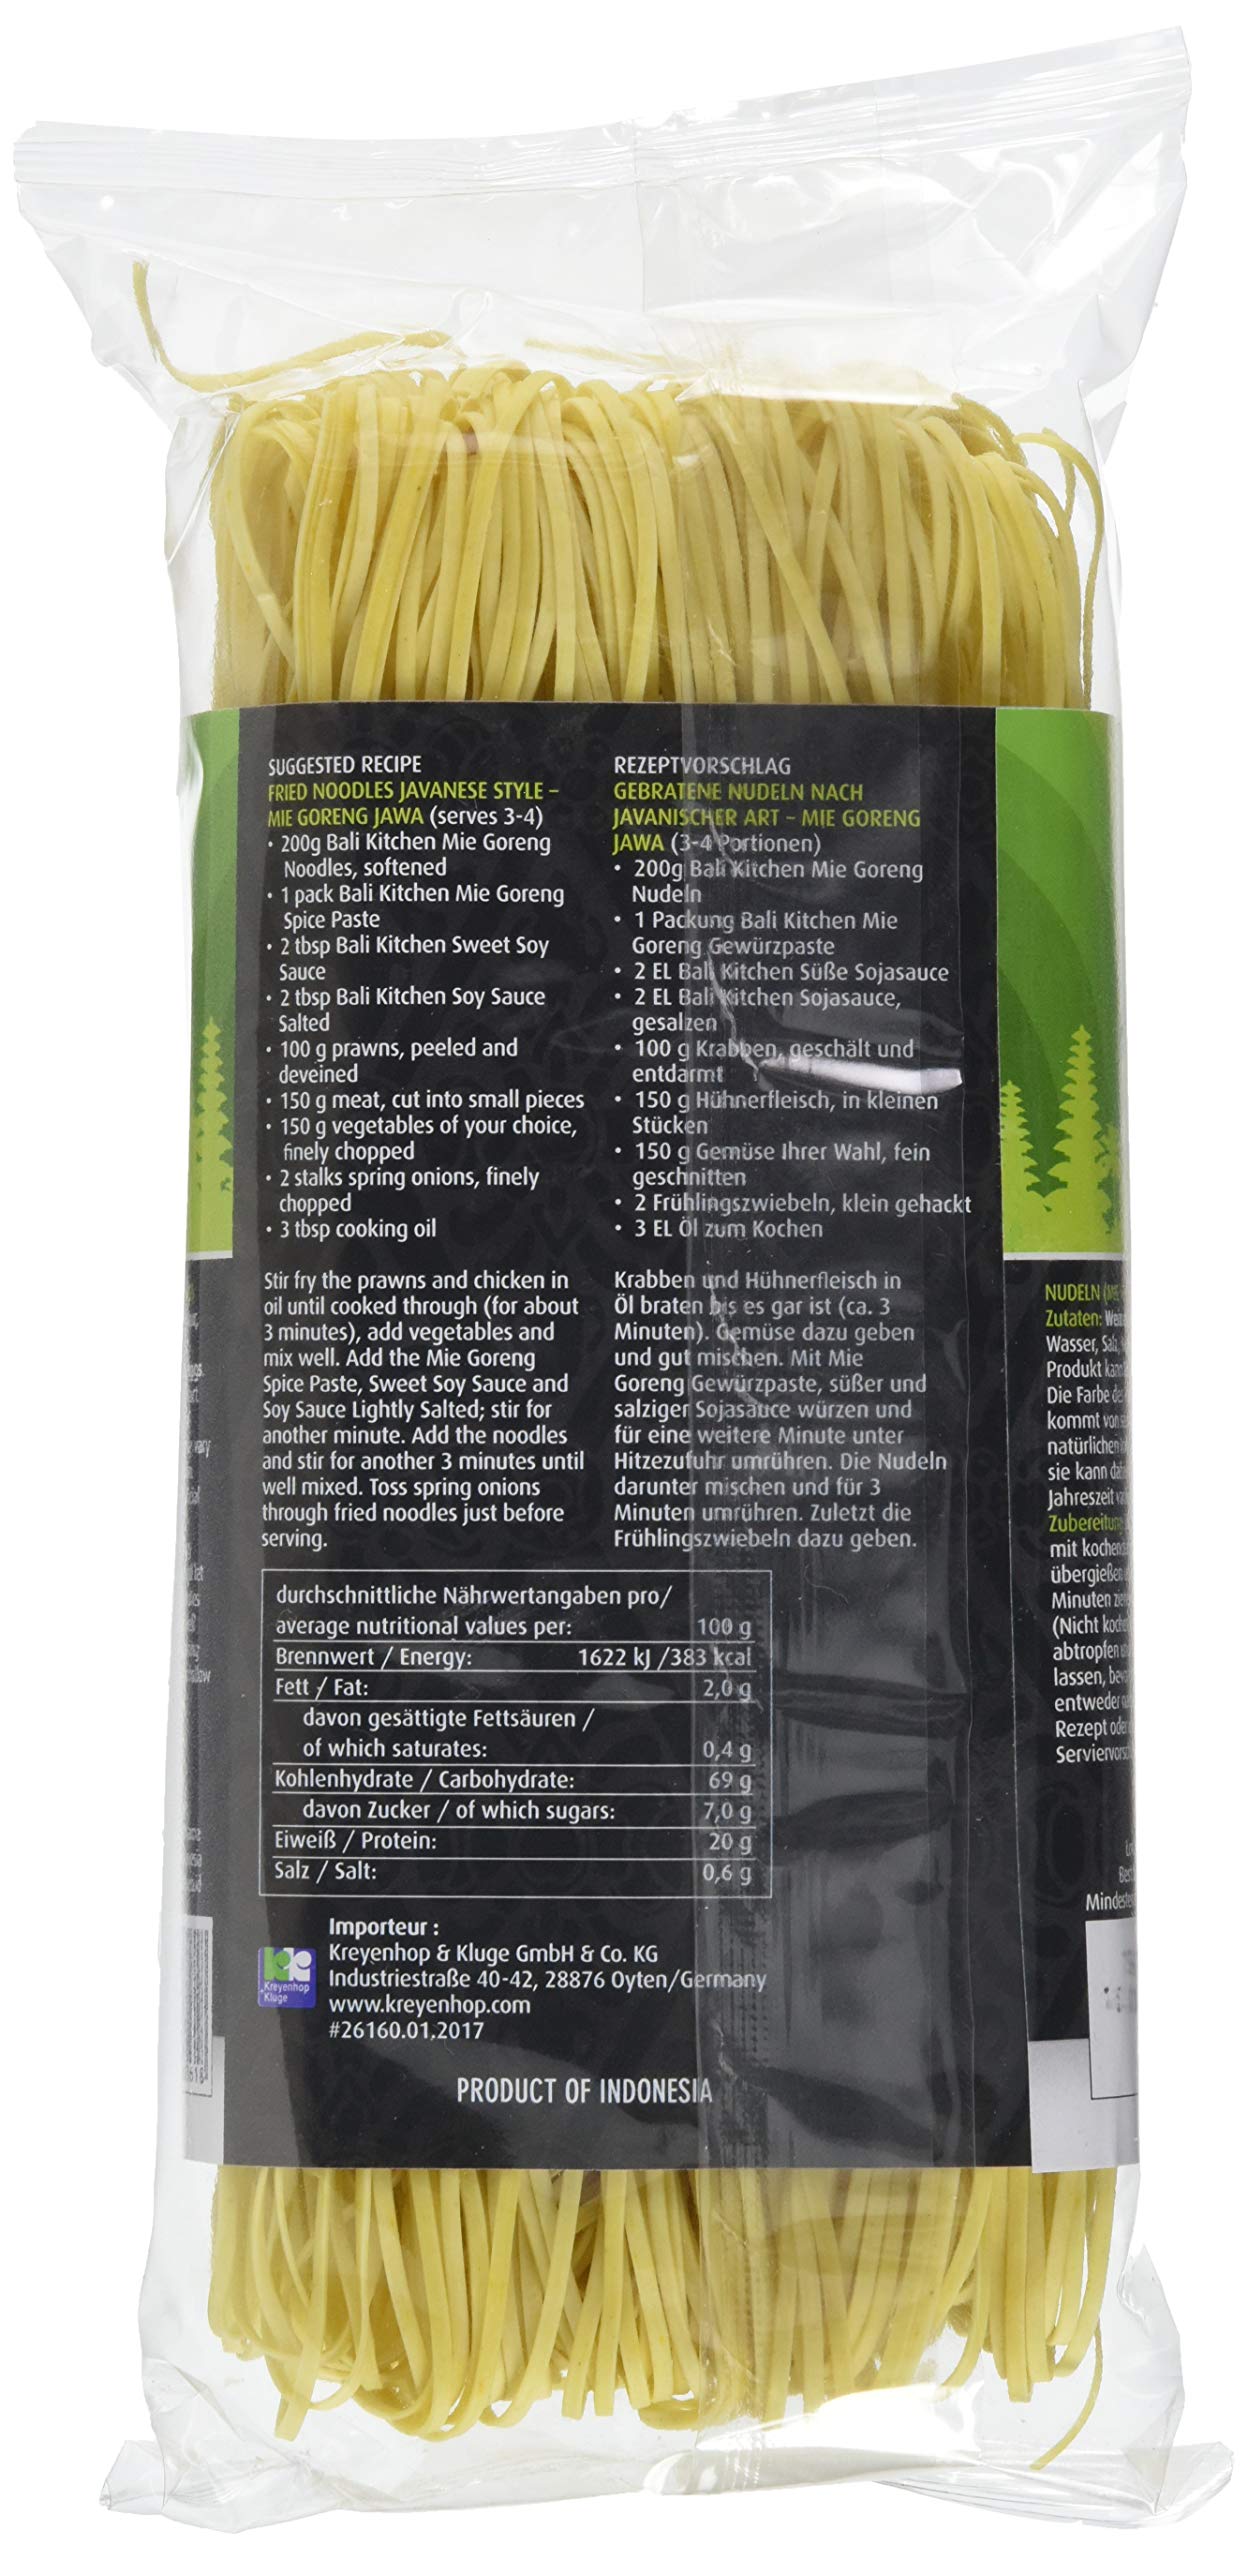 SUGGESTED RECIPE
FRIED NOODLES JAVANESE STYLE –
MIE GORENG JAWA (serves 3-4)
• 200g Bali Kitchen Mie Goreng
Noodles, softened
• 1 pack Bali Kitchen Mie Goreng
Spice Paste
• 2 tbsp Bali Kitchen Sweet Soy
Sauce
• 2 tbsp Bali Kitchen Soy Sauce
Salted
• 100 g prawns, peeled and
deveined
• 150 g meat, cut into small pieces
• 150 g vegetables of your choice,
finely chopped
• 2 stalks spring onions, finely
chopped
• 3 tbsp cooking oil
Stir fry the prawns and chicken in
oil until cooked through (for about
3 minutes), add vegetables and
mix well. Add the Mie Goreng
Spice Paste, Sweet Soy Sauce and
Soy Sauce Lightly Salted; stir for
another minute. Add the noodles
and stir for another 3 minutes until
well mixed. Toss spring onions
through fried noodles just before
serving.
REZEPTVORSCHLAG
GEBRATENE NUDELN NACH
JAVANISCHER ART – MIE GORENG
JAWA (3-4 Portionen)
• 200g Bali Kitchen Mie Goreng
Nudeln
• 1 Packung Bali Kitchen Mie
Goreng Gewürzpaste
• 2 EL Bali Kitchen Süße Sojasauce
• 2 EL Bali Kitchen Sojasauce,
gesalzen
• 100 g Krabben, geschält und
entdarmt
• 150 g Hühnerfleisch, in kleinen
Stücken
• 150 g Gemüse Ihrer Wahl, fein
geschnitten
• 2 Frühlingszwiebeln, klein gehackt
• 3 EL Öl zum Kochen
Krabben und Hühnerfleisch in
Öl braten bis es gar ist (ca. 3
Minuten). Gemüse dazu geben
und gut mischen. Mit Mie
Goreng Gewürzpaste, süßer und
salziger Sojasauce würzen und
für eine weitere Minute unter
Hitzezufuhr umrühren. Die Nudeln
darunter mischen und für 3
Minuten umrühren. Zuletzt die
Frühlingszwiebeln dazu geben.
durchschnittliche Nährwertangaben pro/
average nutritional values per: 100 g
Brennwert / Energy: 1622 kJ /383 kcal
Fett / Fat: 2,0 g
davon gesättigte Fettsäuren /
of which saturates: 0,4 g
Kohlenhydrate / Carbohydrate: 69 g
davon Zucker / of which sugars: 7,0 g
Eiweiß / Protein: 20 g
Salz / Salt: 0,6 g
Importeur :
Kreyenhop & Kluge GmbH & Co. KG
Industriestraße 40-42, 28876 Oyten/Germany
www.kreyenhop.com
#26160.01.2017
Kreyenhop
Kluge
PRODUCT OF INDONESIA
NUDELN
Zutaten:
Wasser, Salz,
Produkt
Die Farbe
kommt von
natürlichen
sie kann
Jahreszeit
Zubereitung
mit
übergießen
Minuten
(Nicht
abtropfen
lassen,
entweder
Rezept oder